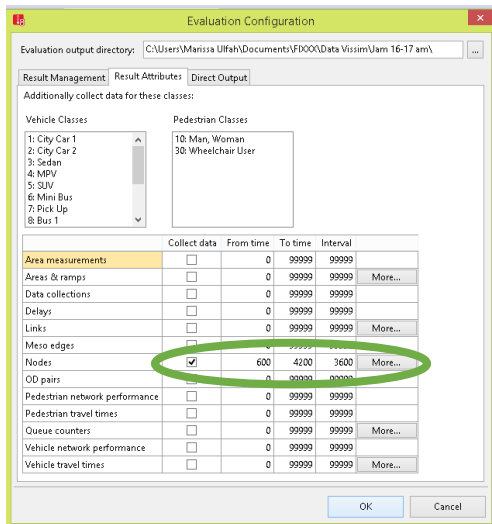 Evaluation Configuration
Evaluation output directory: C:\Users\Marissa Ulfah\Documents\FIXXX\Data Vissim\Jam 16-17 am\ ...
Result Management Result Attributes Direct Output
Additionally collect data for these classes:
Vehicle Classes Pedestrian Classes
1: City Car 1 10: Man, Woman
2: City Car 2 30: Wheelchair User
3: Sedan
4: MPV
5: SUV
6: Mini Bus
7: Pick Up
8: Bus 1
Collect data From time To time Interval
Area measurements 0 99999 99999
Areas & ramps 0 99999 99999 More...
Data collections 0 99999 99999
Delays 0 99999 99999
Links 0 99999 99999 More...
Meso edges 0 99999 99999
Nodes 600 4200 3600 More...
OD pairs 0 99999 99999
Pedestrian network performance 0 99999 99999
Pedestrian travel times 0 99999 99999
Queue counters 0 99999 99999 More...
Vehicle network performance 0 99999 99999
Vehicle travel times 0 99999 99999 More...
OK Cancel